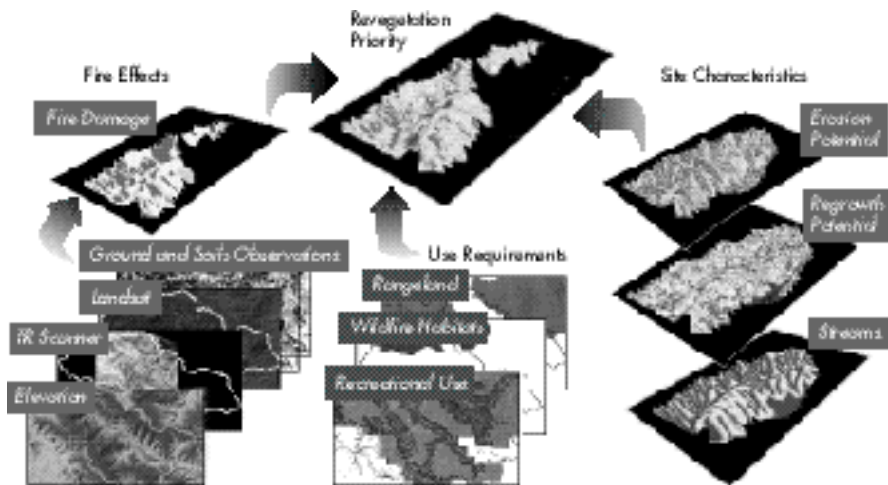 Revegetation
Priority
Fire Effects
Site Characteristics
Fire Damage
Erosion
Potential
Regrowth
Potential
Ground and Soils Observations
Use Requirements
Landsat
Rangeland
IR Scanner
Wildfire Habitats
Streams
Elevation
Recreational Use